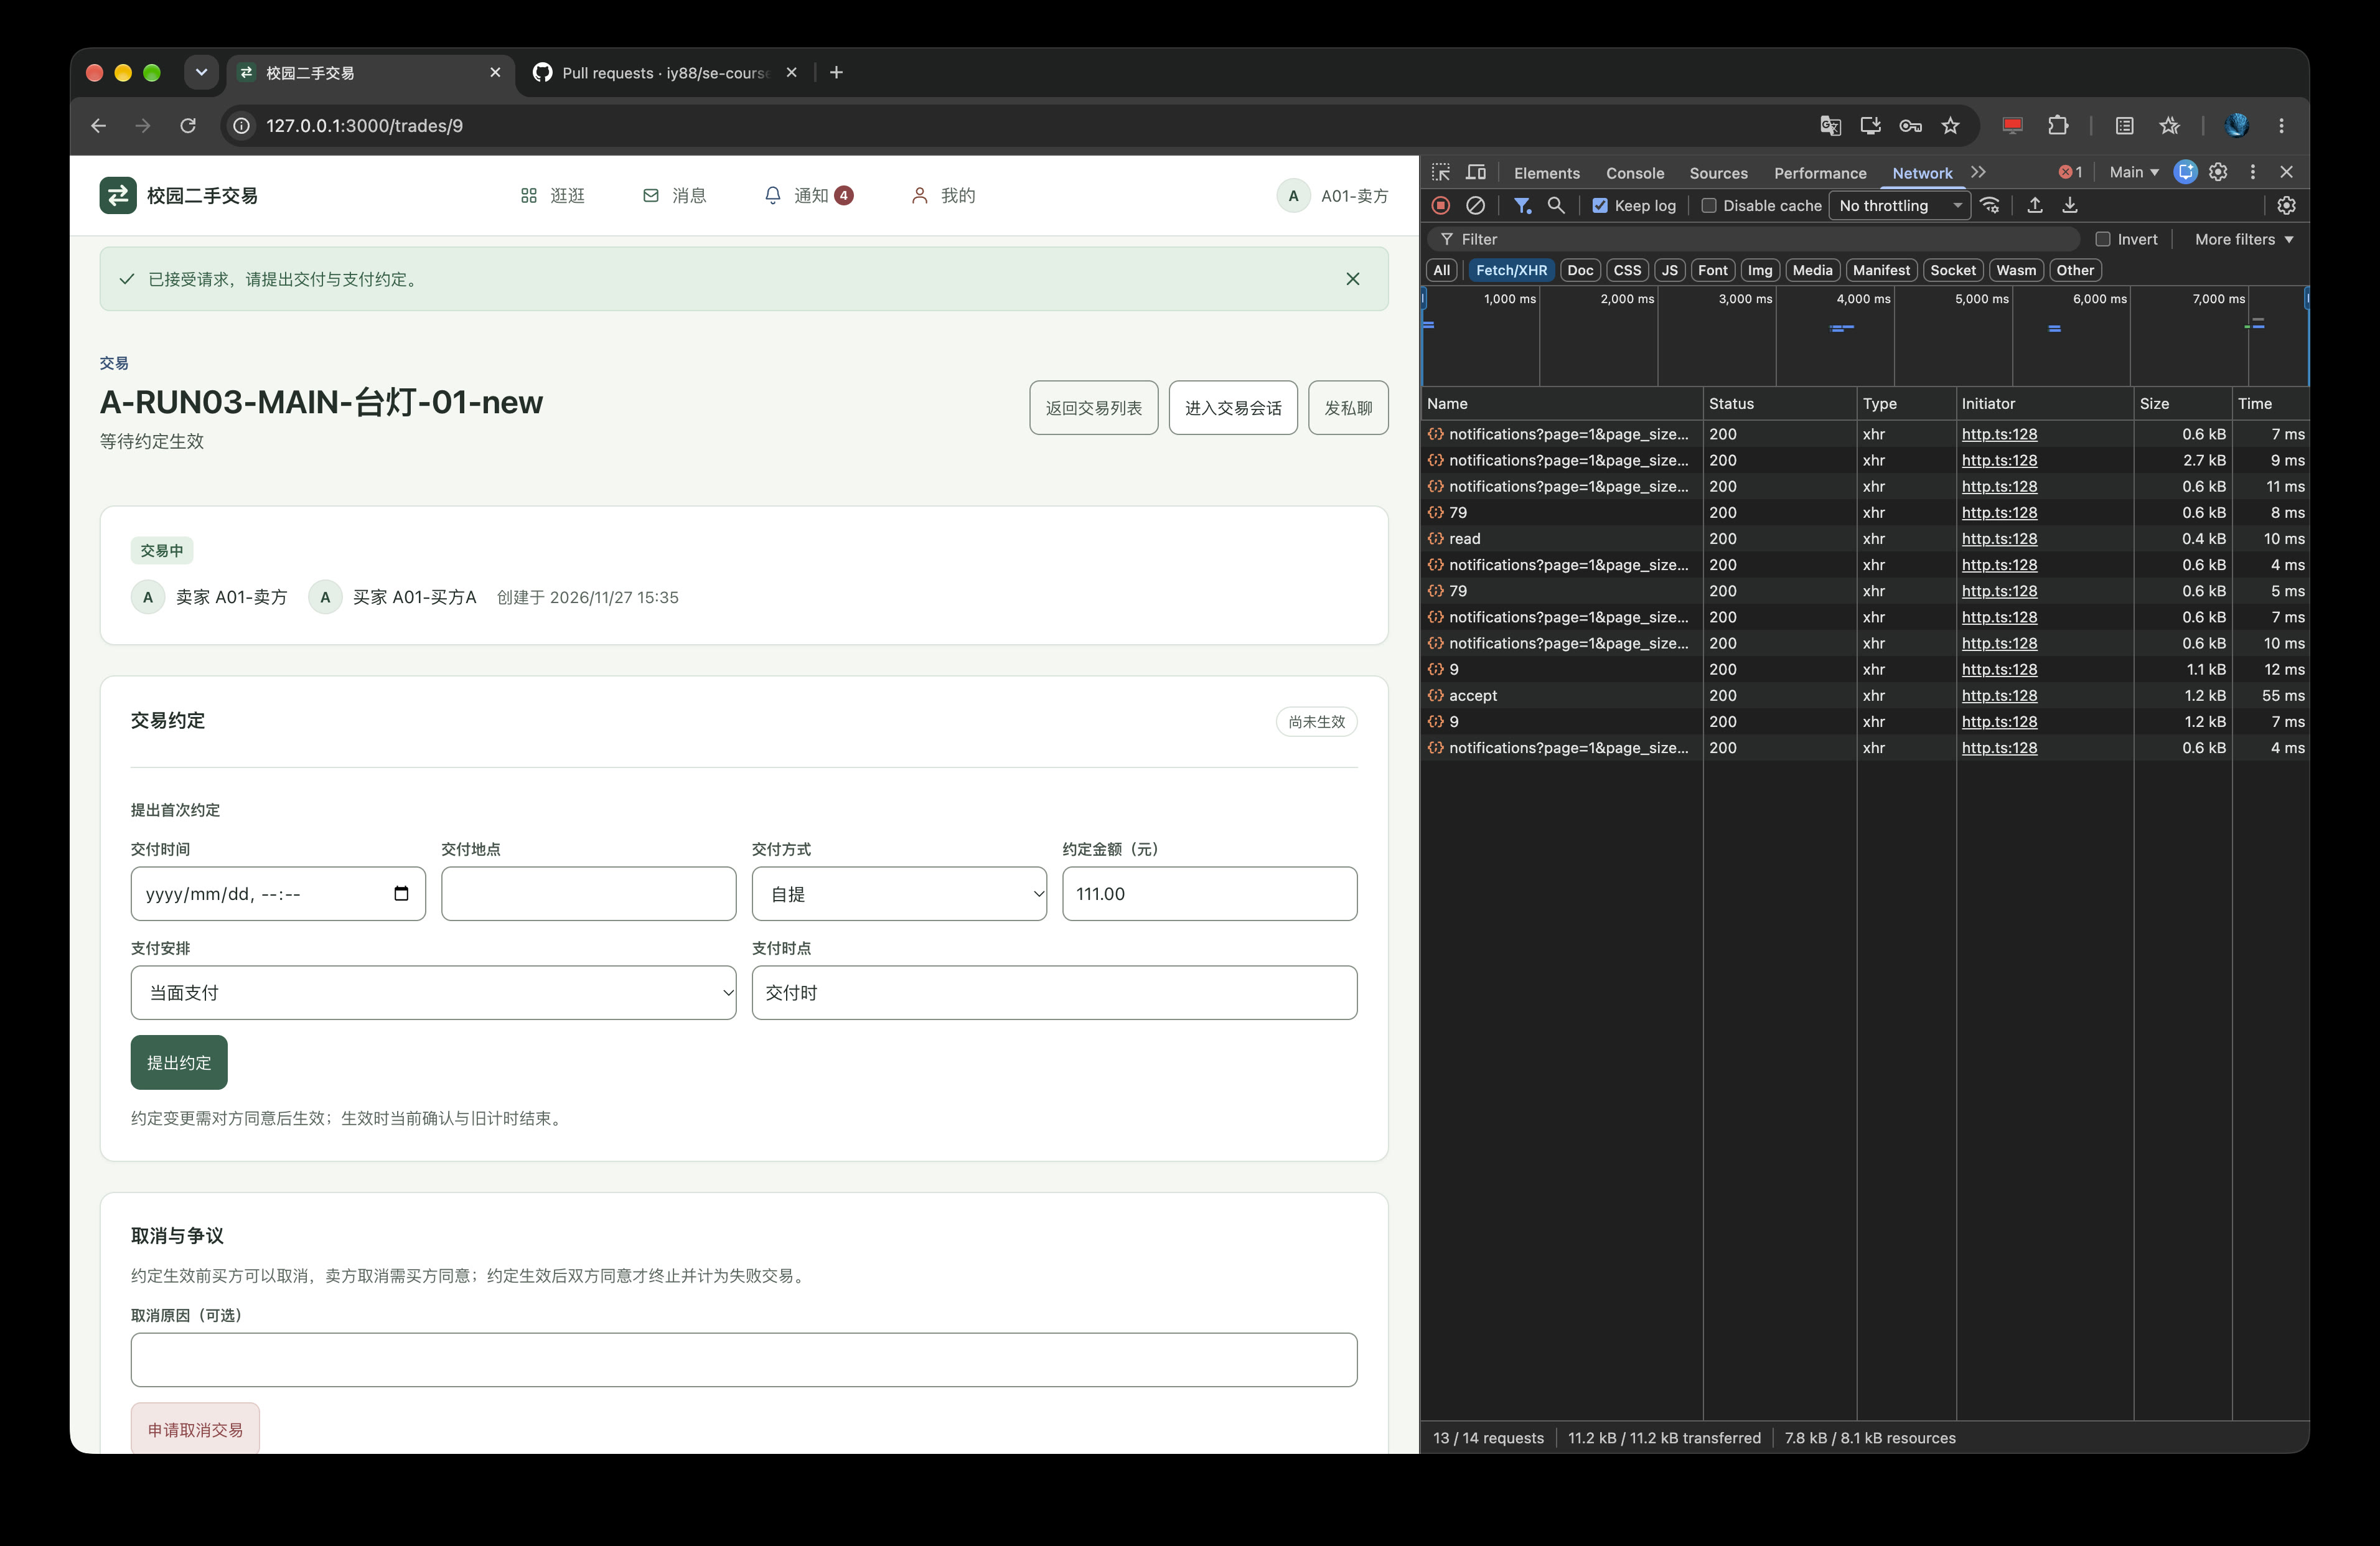 校园二手交易
Pull requests · iy88/se-course
127.0.0.1:3000/trades/9
校园二手交易
逛逛
消息
通知 4
我的
A A01-卖方
已接受请求，请提出交付与支付约定。
交易
A-RUN03-MAIN-台灯-01-new
等待约定生效
返回交易列表
进入交易会话
发私聊
交易中
A 卖家 A01-卖方 A 买家 A01-买方A 创建于 2026/11/27 15:35
交易约定
尚未生效
提出首次约定
交付时间 交付地点 交付方式 约定金额（元）
yyyy/mm/dd, --:-- 自提 111.00
支付安排 支付时点
当面支付 交付时
提出约定
约定变更需对方同意后生效；生效时当前确认与旧计时结束。
取消与争议
约定生效前买方可以取消，卖方取消需买方同意；约定生效后双方同意才终止并计为失败交易。
取消原因（可选）
申请取消交易
Elements Console Sources Performance Network 1 Main
Keep log Disable cache No throttling
Filter Invert More filters
All Fetch/XHR Doc CSS JS Font Img Media Manifest Socket Wasm Other
1,000 ms 2,000 ms 3,000 ms 4,000 ms 5,000 ms 6,000 ms 7,000 ms
Name Status Type Initiator Size Time
notifications?page=1&page_size... 200 xhr http.ts:128 0.6 kB 7 ms
notifications?page=1&page_size... 200 xhr http.ts:128 2.7 kB 9 ms
notifications?page=1&page_size... 200 xhr http.ts:128 0.6 kB 11 ms
79 200 xhr http.ts:128 0.6 kB 8 ms
read 200 xhr http.ts:128 0.4 kB 10 ms
notifications?page=1&page_size... 200 xhr http.ts:128 0.6 kB 4 ms
79 200 xhr http.ts:128 0.6 kB 5 ms
notifications?page=1&page_size... 200 xhr http.ts:128 0.6 kB 7 ms
notifications?page=1&page_size... 200 xhr http.ts:128 0.6 kB 10 ms
9 200 xhr http.ts:128 1.1 kB 12 ms
accept 200 xhr http.ts:128 1.2 kB 55 ms
9 200 xhr http.ts:128 1.2 kB 7 ms
notifications?page=1&page_size... 200 xhr http.ts:128 0.6 kB 4 ms
13 / 14 requests 11.2 kB / 11.2 kB transferred 7.8 kB / 8.1 kB resources